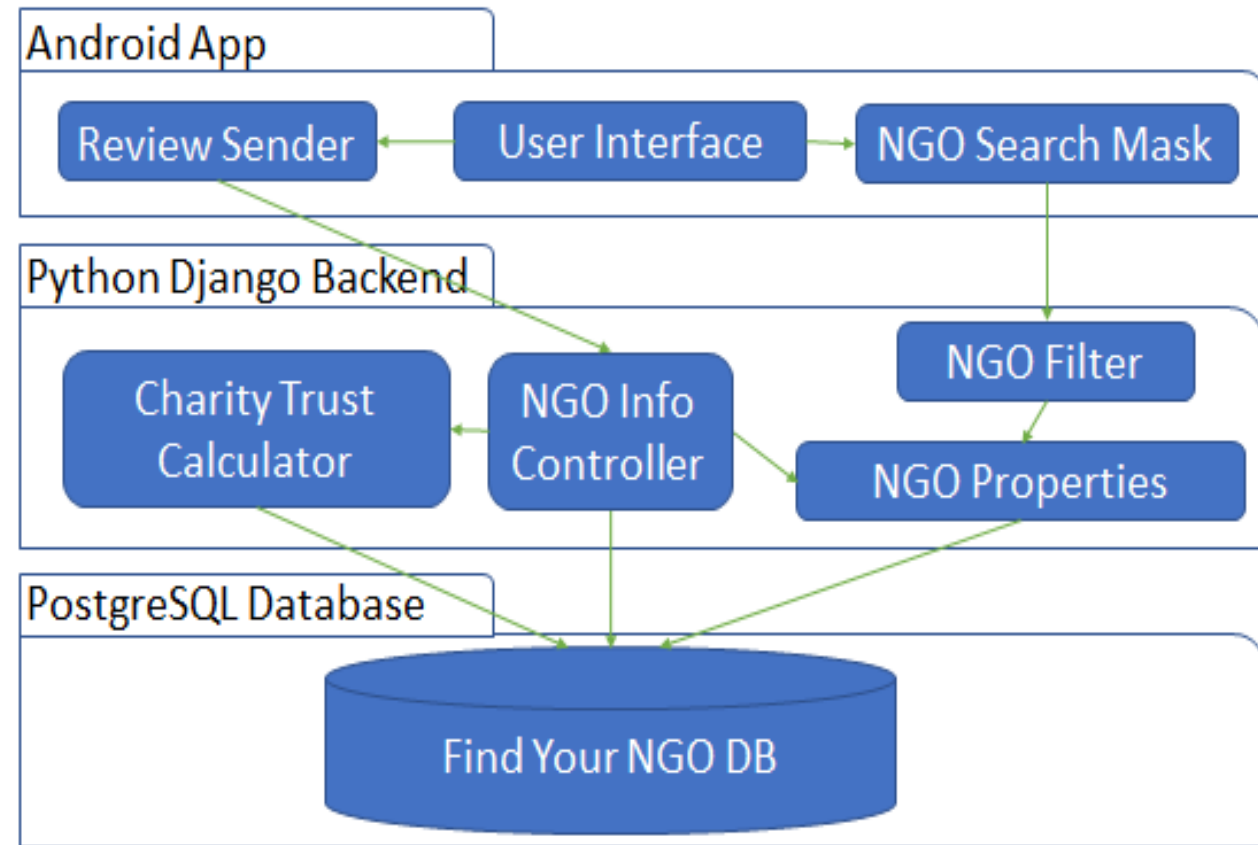 Android App
Review Sender
User Interface
NGO Search Mask
Python Django Backend
Charity Trust
Calculator
NGO Info
Controller
NGO Filter
NGO Properties
PostgreSQL Database
Find Your NGO DB